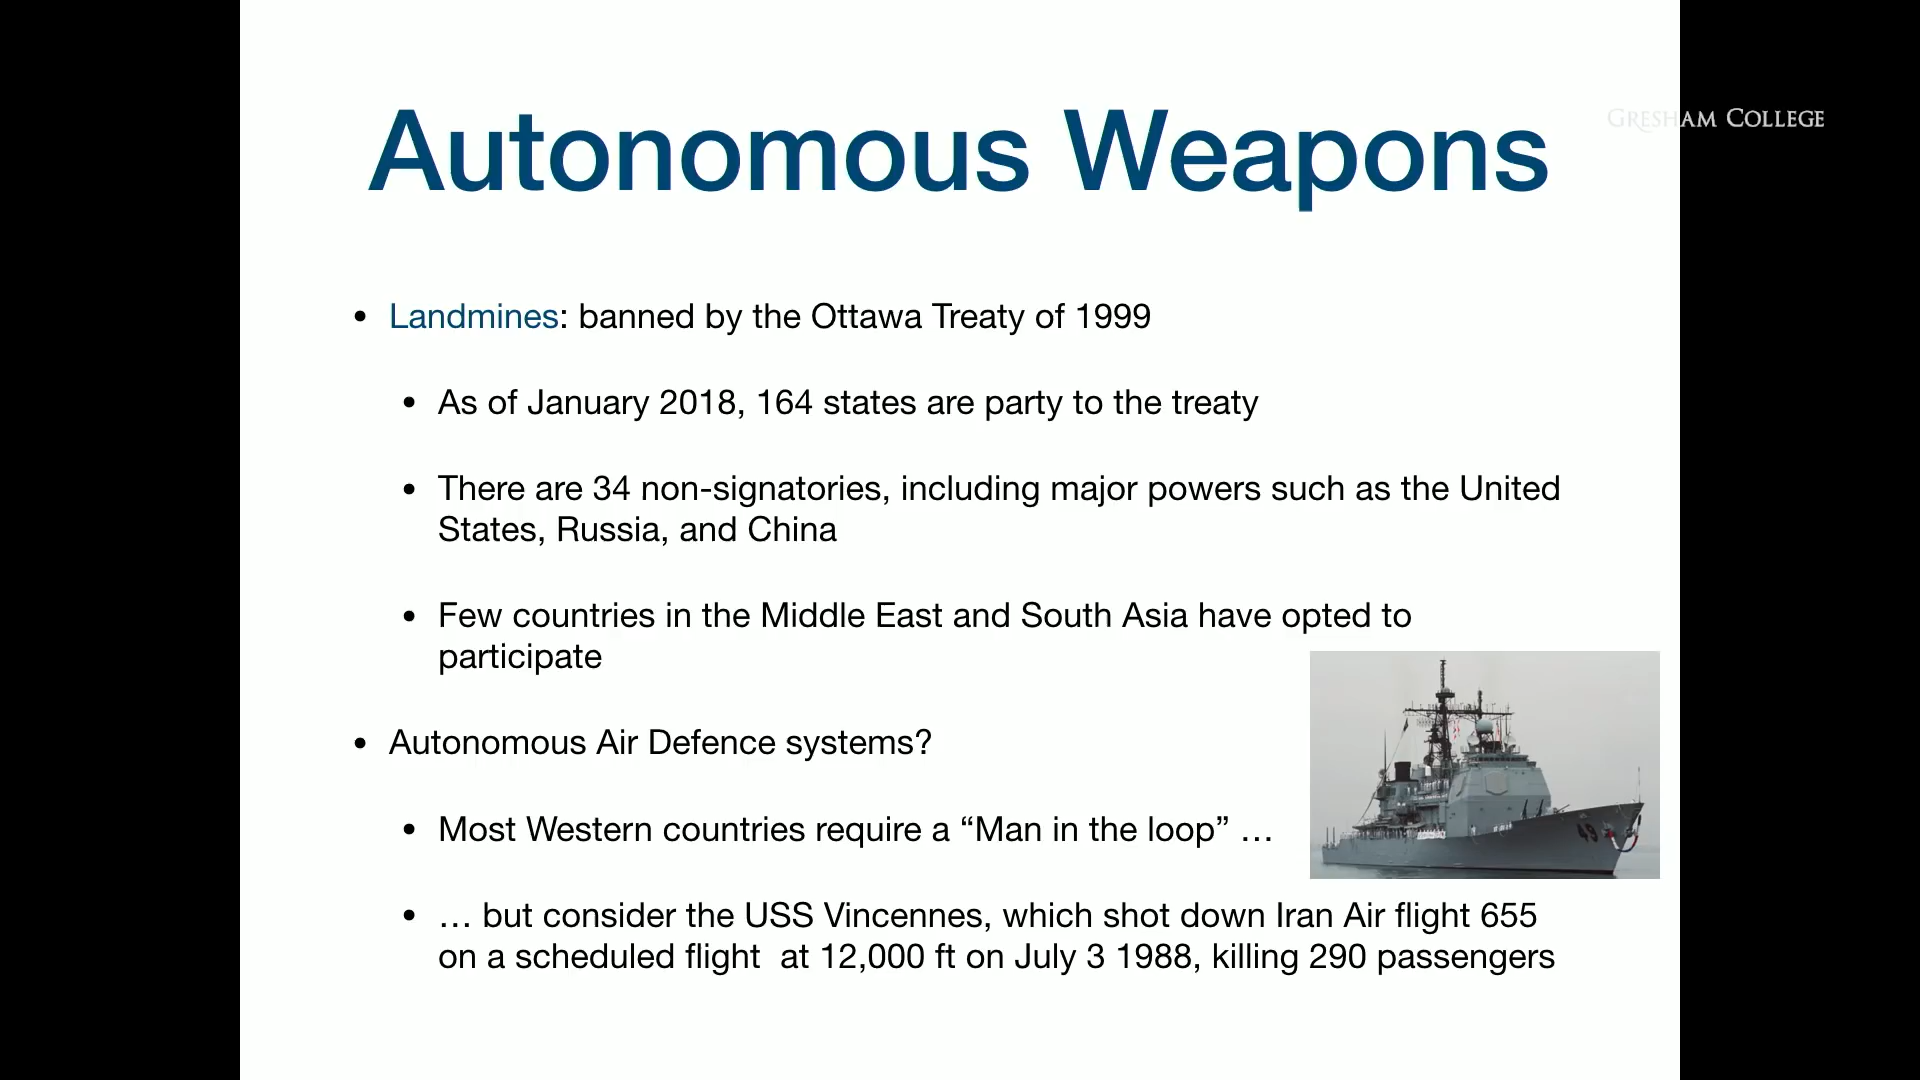 GRESHAM COLLEGE
Autonomous Weapons
• Landmines: banned by the Ottawa Treaty of 1999
• As of January 2018, 164 states are party to the treaty
• There are 34 non-signatories, including major powers such as the United
States, Russia, and China
• Few countries in the Middle East and South Asia have opted to
participate
• Autonomous Air Defence systems?
• Most Western countries require a “Man in the loop” …
49
• … but consider the USS Vincennes, which shot down Iran Air flight 655
on a scheduled flight  at 12,000 ft on July 3 1988, killing 290 passengers